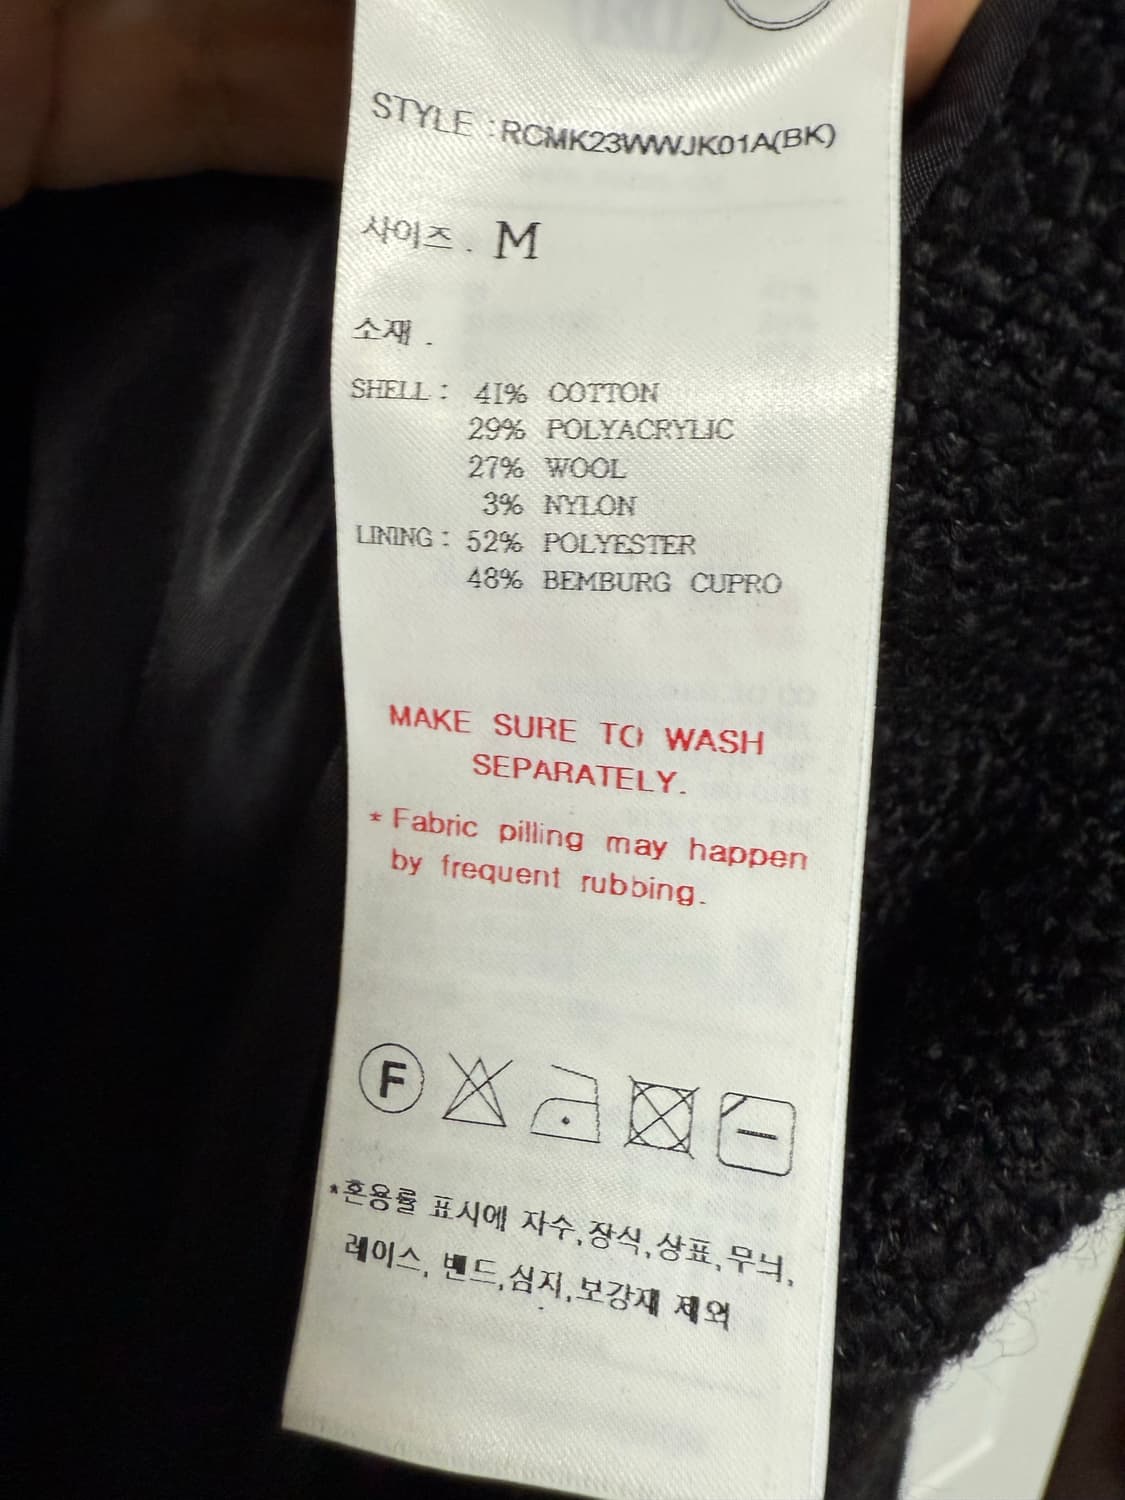 STYLE : RCMK23WWJK01A(BK)
사이즈 . M
소재 .
SHELL : 41% COTTON
29% POLYACRYLIC
27% WOOL
3% NYLON
LINING : 52% POLYESTER
48% BEMBURG CUPRO
MAKE SURE TO WASH
SEPARATELY.
* Fabric pilling may happen
by frequent rubbing.
F
*혼용률 표시에 자수,장식,상표,무늬,
레이스, 밴드,심지,보강재 제외